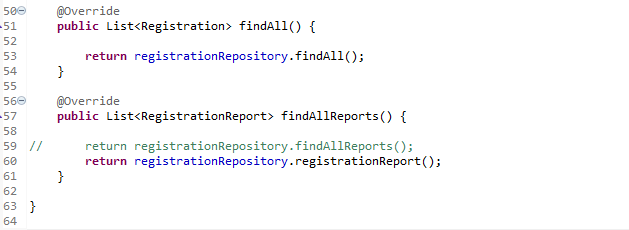 50 @Override
51 public List<Registration> findAll() {
52
53 return registrationRepository.findAll();
54 }
55
56 @Override
57 public List<RegistrationReport> findAllReports() {
58
59 // return registrationRepository.findAllReports();
60 return registrationRepository.registrationReport();
61 }
62
63 }
64